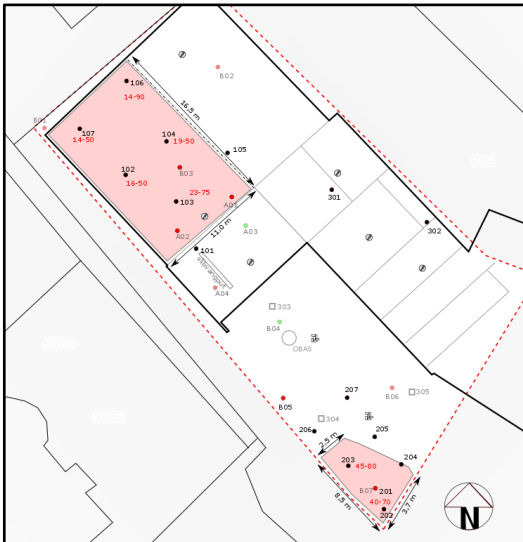 B02
106
14-90
16.5 m
B01
107
14-50
104
19-50
105
B03
102
16-50
23-75
103
A01
301
A02
11.0 m
A03
302
101
slibvangput
A04
303
B04
OBAS
B05
207
B06
305
304
206
205
2.5 m
203
45-80
204
B07
201
40-70
202
8.5 m
3.7 m
N